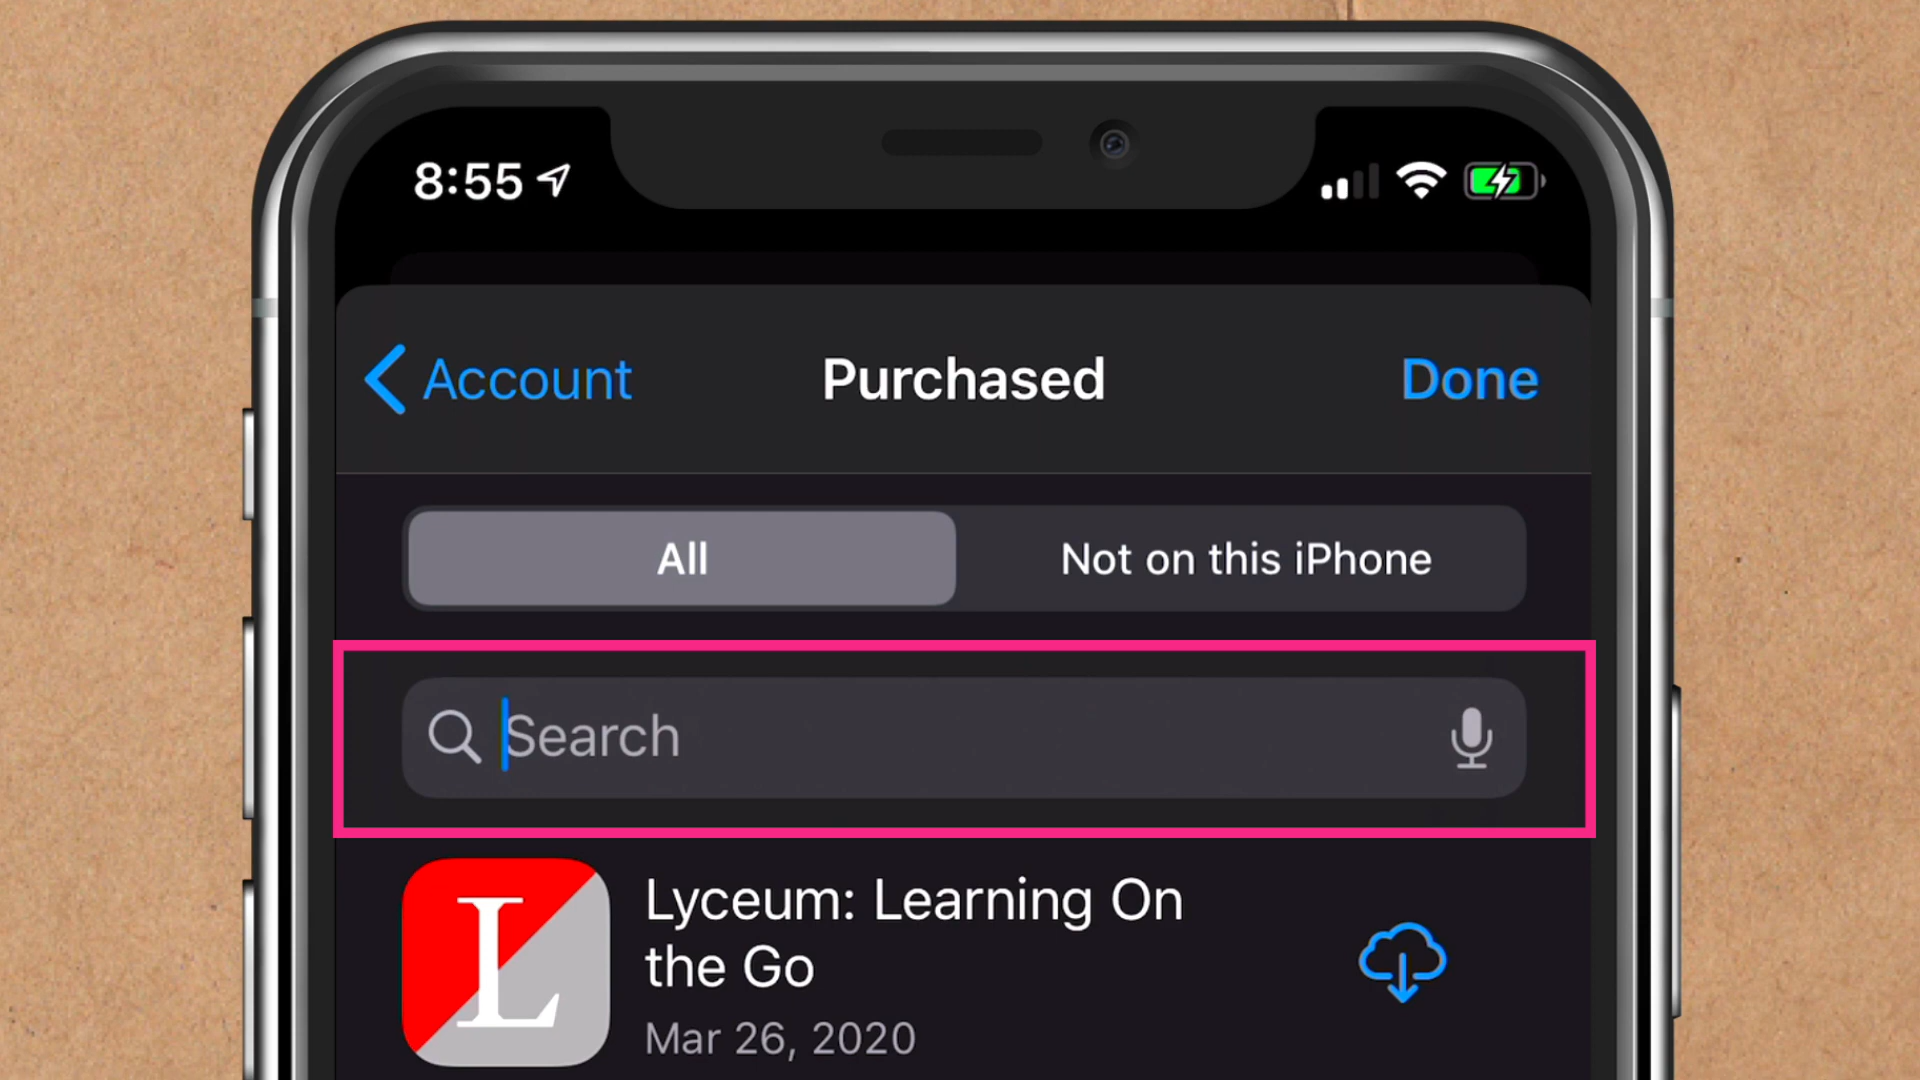 8:55
Account
Purchased
Done
All
Not on this iPhone
Search
L
Lyceum: Learning On
the Go
Mar 26, 2020